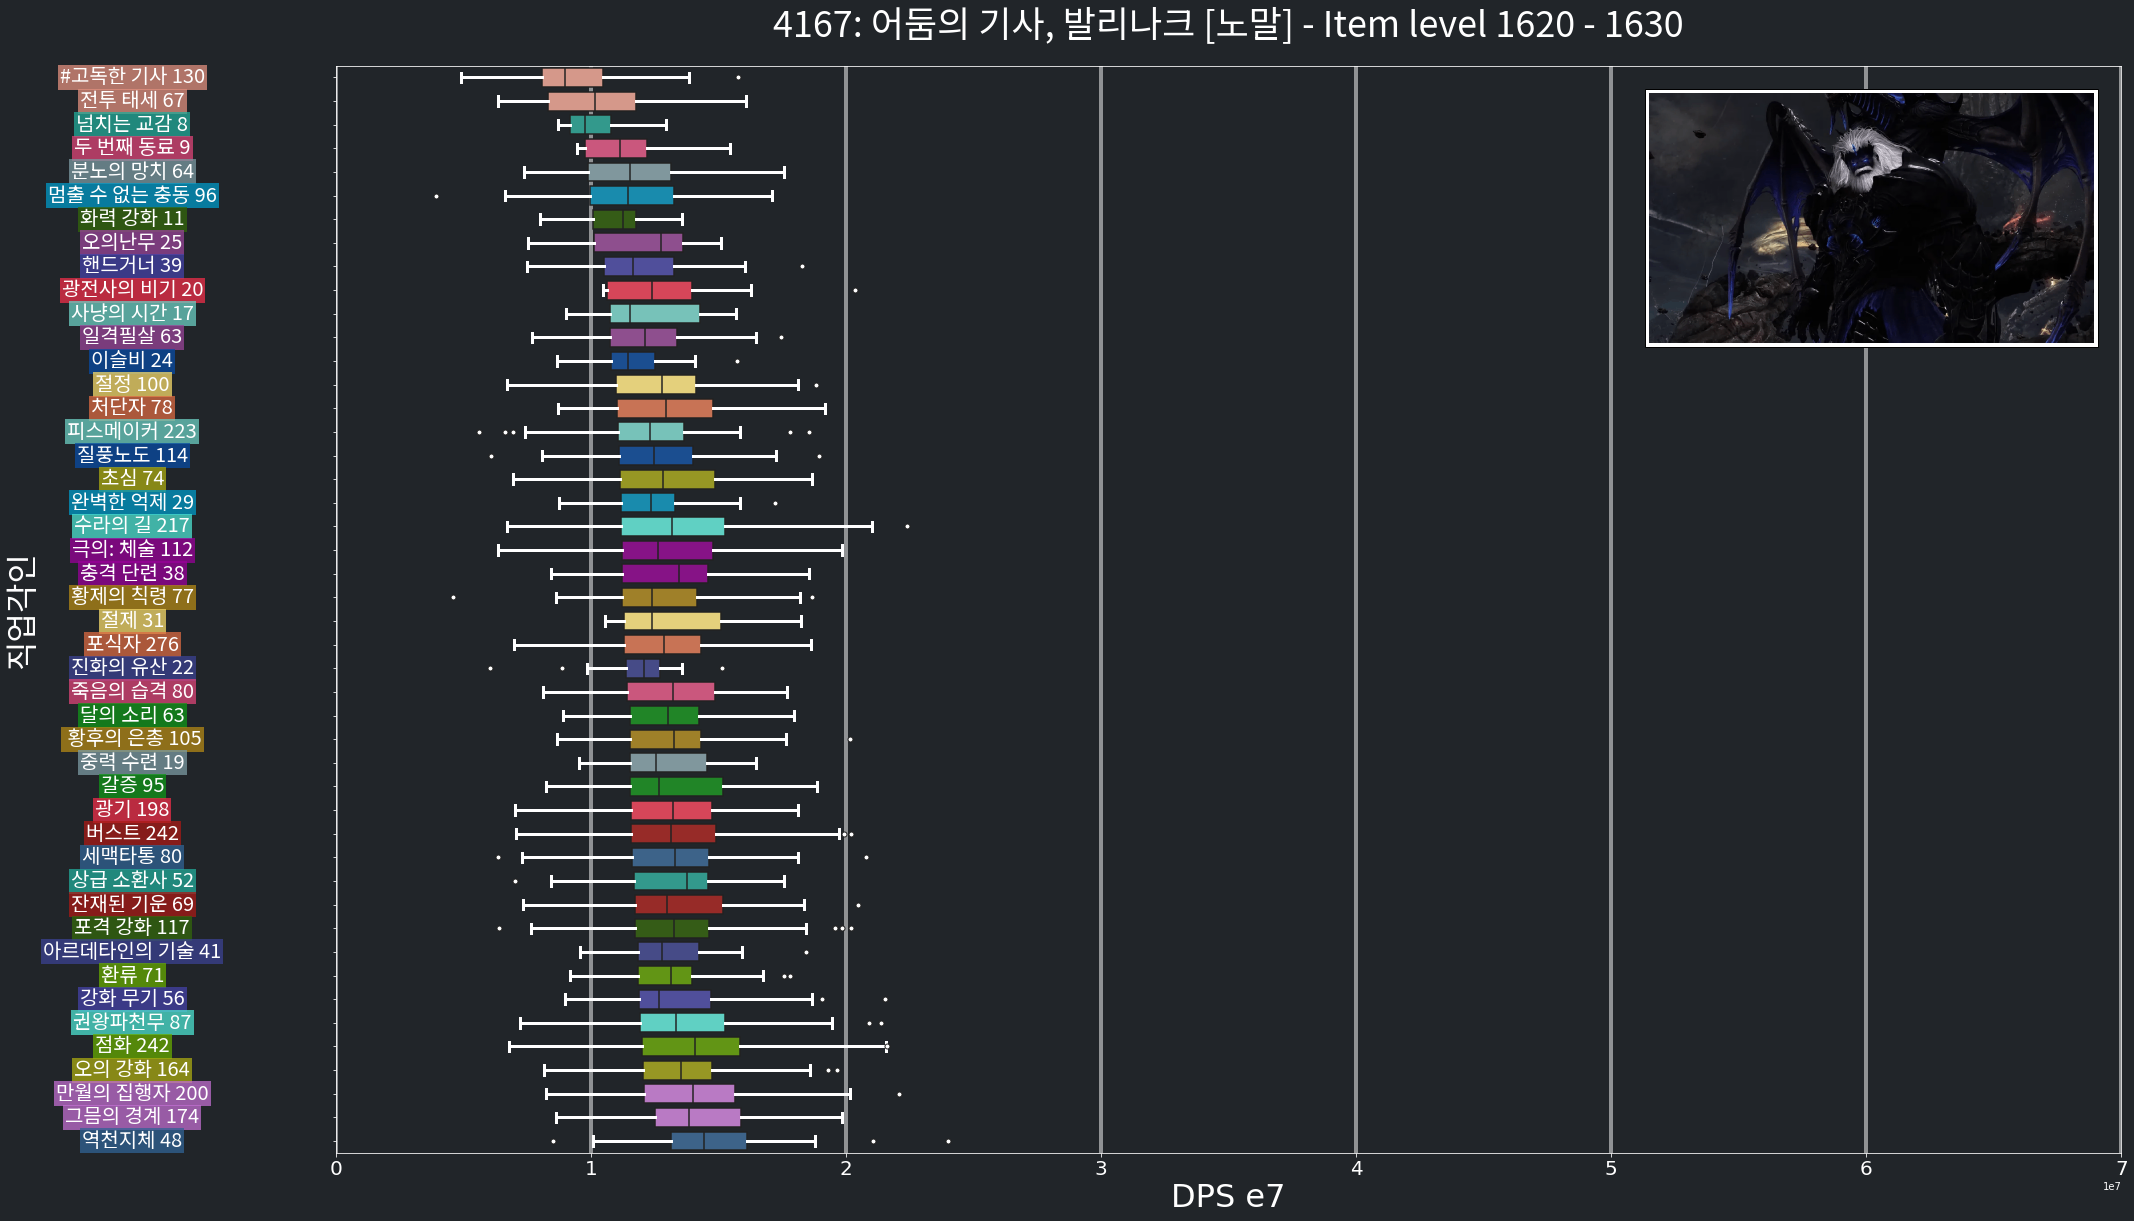 4167: 어둠의 기사, 발리나크 [노말] - Item level 1620 - 1630
직업각인
#고독한 기사 130
전투 태세 67
넘치는 교감 8
두 번째 동료 9
분노의 망치 64
멈출 수 없는 충동 96
화력 강화 11
오의난무 25
핸드거너 39
광전사의 비기 20
사냥의 시간 17
일격필살 63
이슬비 24
절정 100
처단자 78
피스메이커 223
질풍노도 114
초심 74
완벽한 억제 29
수라의 길 217
극의: 체술 112
충격 단련 38
황제의 칙령 77
절제 31
포식자 276
진화의 유산 22
죽음의 습격 80
달의 소리 63
황후의 은총 105
중력 수련 19
갈증 95
광기 198
버스트 242
세맥타통 80
상급 소환사 52
잔재된 기운 69
포격 강화 117
아르데타인의 기술 41
환류 71
강화 무기 56
권왕파천무 87
점화 242
오의 강화 164
만월의 집행자 200
그믐의 경계 174
역천지체 48
0 1 2 3 4 5 6 7
1e7
DPS e7